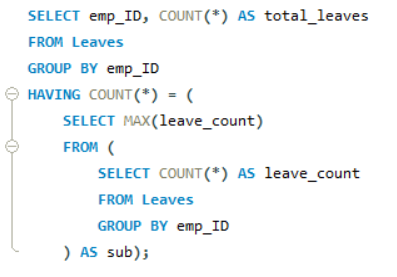 SELECT emp_ID, COUNT(*) AS total_leaves
FROM Leaves
GROUP BY emp_ID
HAVING COUNT(*) = (
SELECT MAX(leave_count)
FROM (
SELECT COUNT(*) AS leave_count
FROM Leaves
GROUP BY emp_ID
) AS sub);